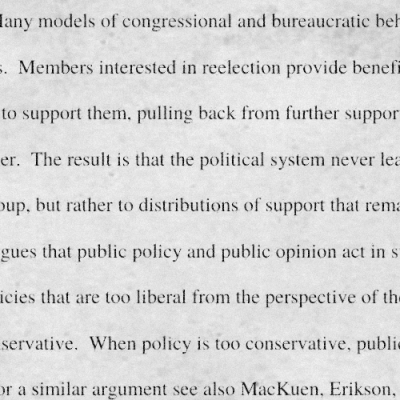 Many models of congressional and bureaucratic beh
s. Members interested in reelection provide benefi
to support them, pulling back from further suppor
er. The result is that the political system never lea
oup, but rather to distributions of support that rema
gues that public policy and public opinion act in s
icies that are too liberal from the perspective of the
servative. When policy is too conservative, public
or a similar argument see also MacKuen, Erikson,